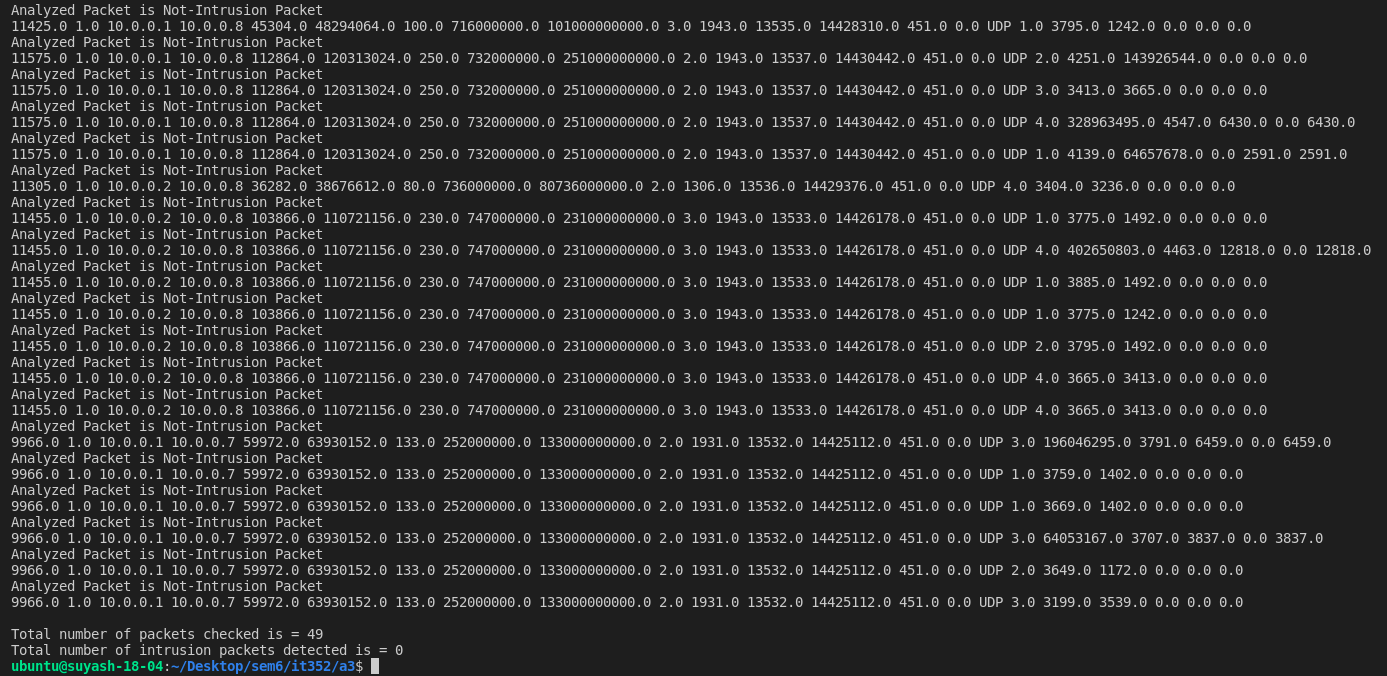 Analyzed Packet is Not-Intrusion Packet
11425.0 1.0 10.0.0.1 10.0.0.8 45304.0 48294064.0 100.0 716000000.0 101000000000.0 3.0 1943.0 13535.0 14428310.0 451.0 0.0 UDP 1.0 3795.0 1242.0 0.0 0.0 0.0
Analyzed Packet is Not-Intrusion Packet
11575.0 1.0 10.0.0.1 10.0.0.8 112864.0 120313024.0 250.0 732000000.0 251000000000.0 2.0 1943.0 13537.0 14430442.0 451.0 0.0 UDP 2.0 4251.0 143926544.0 0.0 0.0 0.0
Analyzed Packet is Not-Intrusion Packet
11575.0 1.0 10.0.0.1 10.0.0.8 112864.0 120313024.0 250.0 732000000.0 251000000000.0 2.0 1943.0 13537.0 14430442.0 451.0 0.0 UDP 3.0 3413.0 3665.0 0.0 0.0 0.0
Analyzed Packet is Not-Intrusion Packet
11575.0 1.0 10.0.0.1 10.0.0.8 112864.0 120313024.0 250.0 732000000.0 251000000000.0 2.0 1943.0 13537.0 14430442.0 451.0 0.0 UDP 4.0 328963495.0 4547.0 6430.0 0.0 6430.0
Analyzed Packet is Not-Intrusion Packet
11575.0 1.0 10.0.0.1 10.0.0.8 112864.0 120313024.0 250.0 732000000.0 251000000000.0 2.0 1943.0 13537.0 14430442.0 451.0 0.0 UDP 1.0 4139.0 64657678.0 0.0 2591.0 2591.0
Analyzed Packet is Not-Intrusion Packet
11305.0 1.0 10.0.0.2 10.0.0.8 36282.0 38676612.0 80.0 736000000.0 80736000000.0 2.0 1306.0 13536.0 14429376.0 451.0 0.0 UDP 4.0 3404.0 3236.0 0.0 0.0 0.0
Analyzed Packet is Not-Intrusion Packet
11455.0 1.0 10.0.0.2 10.0.0.8 103866.0 110721156.0 230.0 747000000.0 231000000000.0 3.0 1943.0 13533.0 14426178.0 451.0 0.0 UDP 1.0 3775.0 1492.0 0.0 0.0 0.0
Analyzed Packet is Not-Intrusion Packet
11455.0 1.0 10.0.0.2 10.0.0.8 103866.0 110721156.0 230.0 747000000.0 231000000000.0 3.0 1943.0 13533.0 14426178.0 451.0 0.0 UDP 4.0 402650803.0 4463.0 12818.0 0.0 12818.0
Analyzed Packet is Not-Intrusion Packet
11455.0 1.0 10.0.0.2 10.0.0.8 103866.0 110721156.0 230.0 747000000.0 231000000000.0 3.0 1943.0 13533.0 14426178.0 451.0 0.0 UDP 1.0 3885.0 1492.0 0.0 0.0 0.0
Analyzed Packet is Not-Intrusion Packet
11455.0 1.0 10.0.0.2 10.0.0.8 103866.0 110721156.0 230.0 747000000.0 231000000000.0 3.0 1943.0 13533.0 14426178.0 451.0 0.0 UDP 1.0 3775.0 1242.0 0.0 0.0 0.0
Analyzed Packet is Not-Intrusion Packet
11455.0 1.0 10.0.0.2 10.0.0.8 103866.0 110721156.0 230.0 747000000.0 231000000000.0 3.0 1943.0 13533.0 14426178.0 451.0 0.0 UDP 2.0 3795.0 1492.0 0.0 0.0 0.0
Analyzed Packet is Not-Intrusion Packet
11455.0 1.0 10.0.0.2 10.0.0.8 103866.0 110721156.0 230.0 747000000.0 231000000000.0 3.0 1943.0 13533.0 14426178.0 451.0 0.0 UDP 4.0 3665.0 3413.0 0.0 0.0 0.0
Analyzed Packet is Not-Intrusion Packet
11455.0 1.0 10.0.0.2 10.0.0.8 103866.0 110721156.0 230.0 747000000.0 231000000000.0 3.0 1943.0 13533.0 14426178.0 451.0 0.0 UDP 4.0 3665.0 3413.0 0.0 0.0 0.0
Analyzed Packet is Not-Intrusion Packet
9966.0 1.0 10.0.0.1 10.0.0.7 59972.0 63930152.0 133.0 252000000.0 133000000000.0 2.0 1931.0 13532.0 14425112.0 451.0 0.0 UDP 3.0 196046295.0 3791.0 6459.0 0.0 6459.0
Analyzed Packet is Not-Intrusion Packet
9966.0 1.0 10.0.0.1 10.0.0.7 59972.0 63930152.0 133.0 252000000.0 133000000000.0 2.0 1931.0 13532.0 14425112.0 451.0 0.0 UDP 1.0 3759.0 1402.0 0.0 0.0 0.0
Analyzed Packet is Not-Intrusion Packet
9966.0 1.0 10.0.0.1 10.0.0.7 59972.0 63930152.0 133.0 252000000.0 133000000000.0 2.0 1931.0 13532.0 14425112.0 451.0 0.0 UDP 1.0 3669.0 1402.0 0.0 0.0 0.0
Analyzed Packet is Not-Intrusion Packet
9966.0 1.0 10.0.0.1 10.0.0.7 59972.0 63930152.0 133.0 252000000.0 133000000000.0 2.0 1931.0 13532.0 14425112.0 451.0 0.0 UDP 3.0 64053167.0 3707.0 3837.0 0.0 3837.0
Analyzed Packet is Not-Intrusion Packet
9966.0 1.0 10.0.0.1 10.0.0.7 59972.0 63930152.0 133.0 252000000.0 133000000000.0 2.0 1931.0 13532.0 14425112.0 451.0 0.0 UDP 2.0 3649.0 1172.0 0.0 0.0 0.0
Analyzed Packet is Not-Intrusion Packet
9966.0 1.0 10.0.0.1 10.0.0.7 59972.0 63930152.0 133.0 252000000.0 133000000000.0 2.0 1931.0 13532.0 14425112.0 451.0 0.0 UDP 3.0 3199.0 3539.0 0.0 0.0 0.0
Total number of packets checked is = 49
Total number of intrusion packets detected is = 0
ubuntu@suyash-18-04:~/Desktop/sem6/it352/a3$